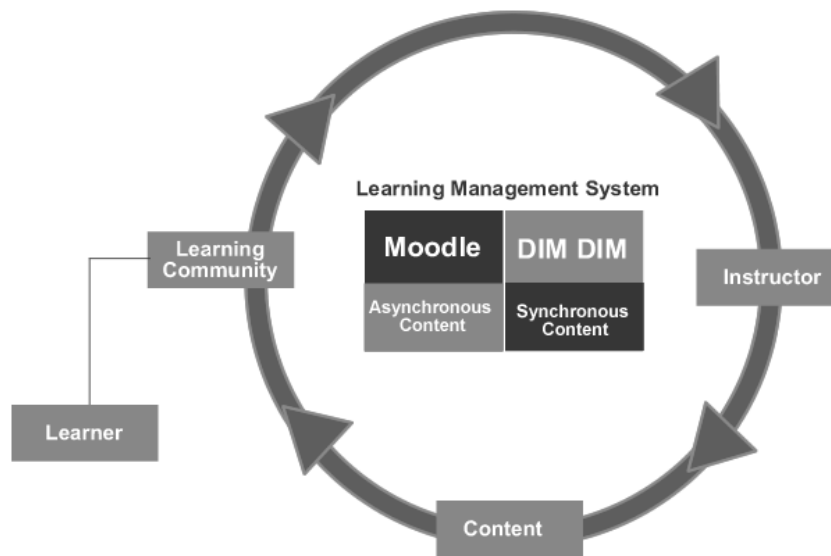 Learning Management System
Moodle
DIM DIM
Asynchronous
Content
Synchronous
Content
Learning
Community
Instructor
Learner
Content